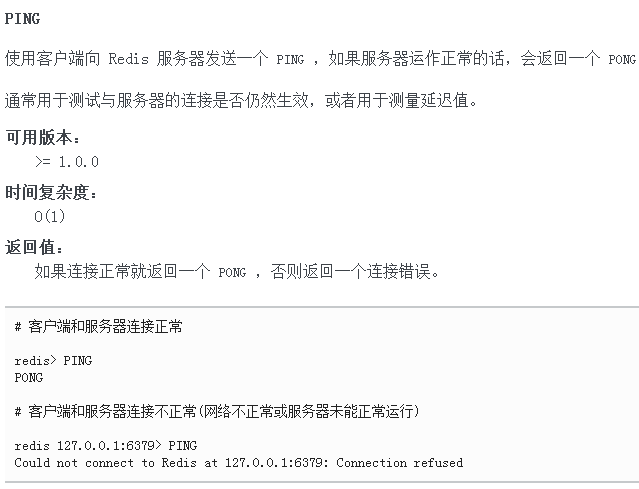 PING
使用客户端向 Redis 服务器发送一个 PING ，如果服务器运作正常的话，会返回一个 PONG
通常用于测试与服务器的连接是否仍然生效，或者用于测量延迟值。
可用版本：
>= 1.0.0
时间复杂度：
O(1)
返回值：
如果连接正常就返回一个 PONG ，否则返回一个连接错误。
# 客户端和服务器连接正常
redis> PING
PONG
# 客户端和服务器连接不正常(网络不正常或服务器未能正常运行)
redis 127.0.0.1:6379> PING
Could not connect to Redis at 127.0.0.1:6379: Connection refused